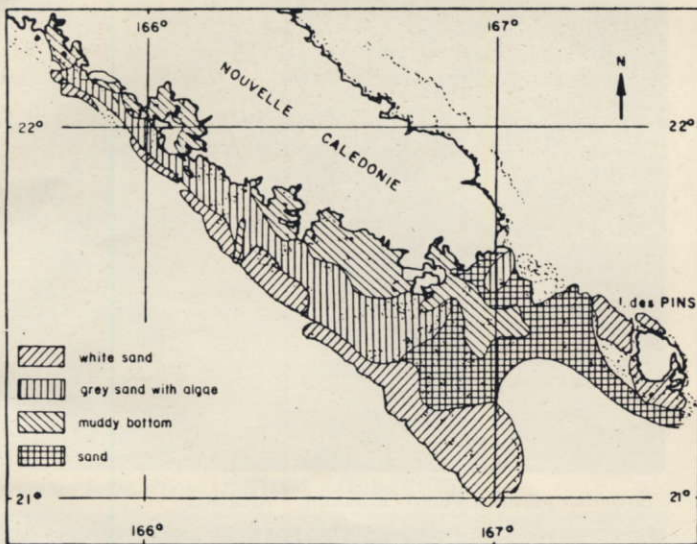 166°
167°
N
NOUVELLE
CALÉDONIE
22°
22°
I. des PINS
white sand
grey sand with algae
muddy bottom
sand
21°
21°
166°
167°